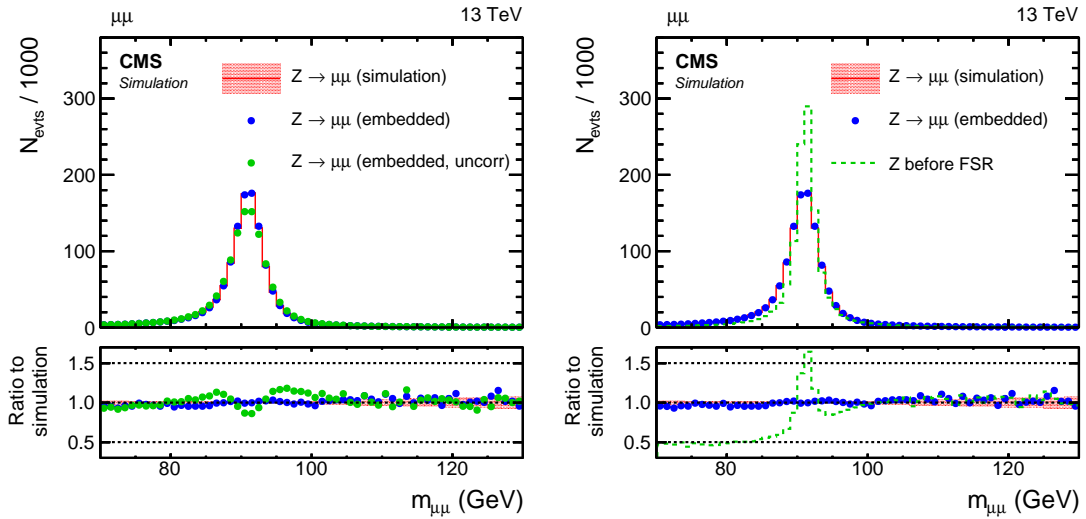 μμ 13 TeV
CMS
Simulation
Z → μμ (simulation)
Z → μμ (embedded)
Z → μμ (embedded, uncorr)
N_evts / 1000
300
200
100
0
Ratio to
simulation
1.5
1.0
0.5
80 100 120
m_μμ (GeV)
μμ 13 TeV
CMS
Simulation
Z → μμ (simulation)
Z → μμ (embedded)
Z before FSR
N_evts / 1000
300
200
100
0
Ratio to
simulation
1.5
1.0
0.5
80 100 120
m_μμ (GeV)